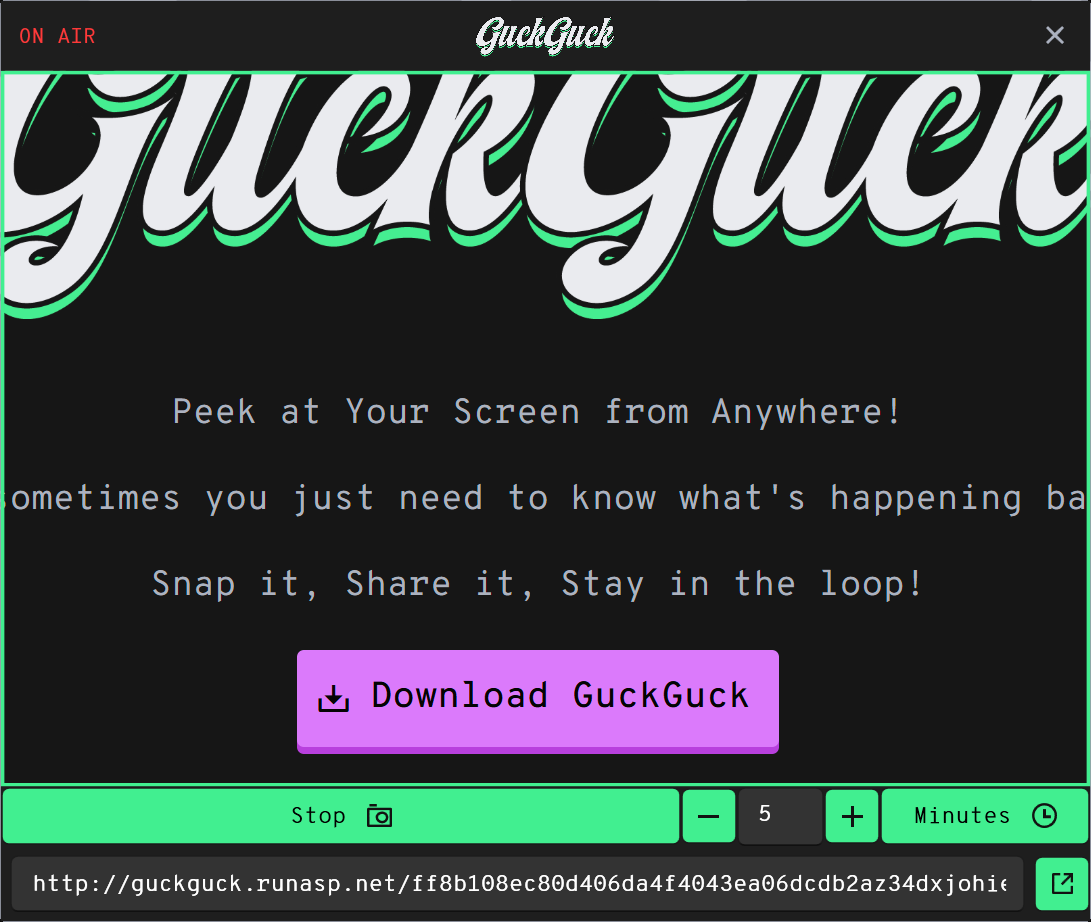 ON AIR
GuckGuck
GuckGuck
Peek at Your Screen from Anywhere!
sometimes you just need to know what's happening ba
Snap it, Share it, Stay in the loop!
Download GuckGuck
Stop
5
Minutes
http://guckguck.runasp.net/ff8b108ec80d406da4f4043ea06dcdb2az34dxjohie